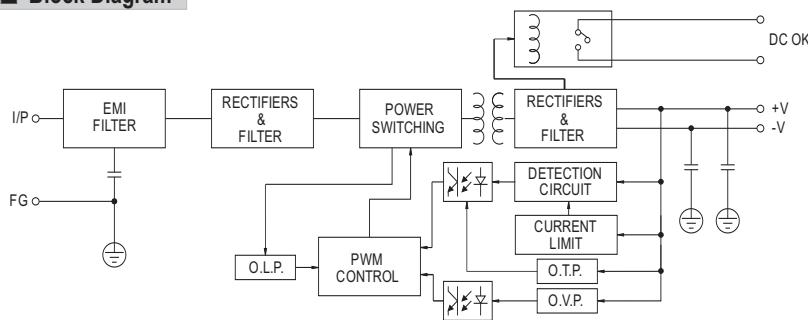 ■ Block Diagram
DC OK
I/P
EMI
FILTER
RECTIFIERS
&
FILTER
POWER
SWITCHING
RECTIFIERS
&
FILTER
+V
-V
FG
DETECTION
CIRCUIT
CURRENT
LIMIT
O.L.P.
PWM
CONTROL
O.T.P.
O.V.P.